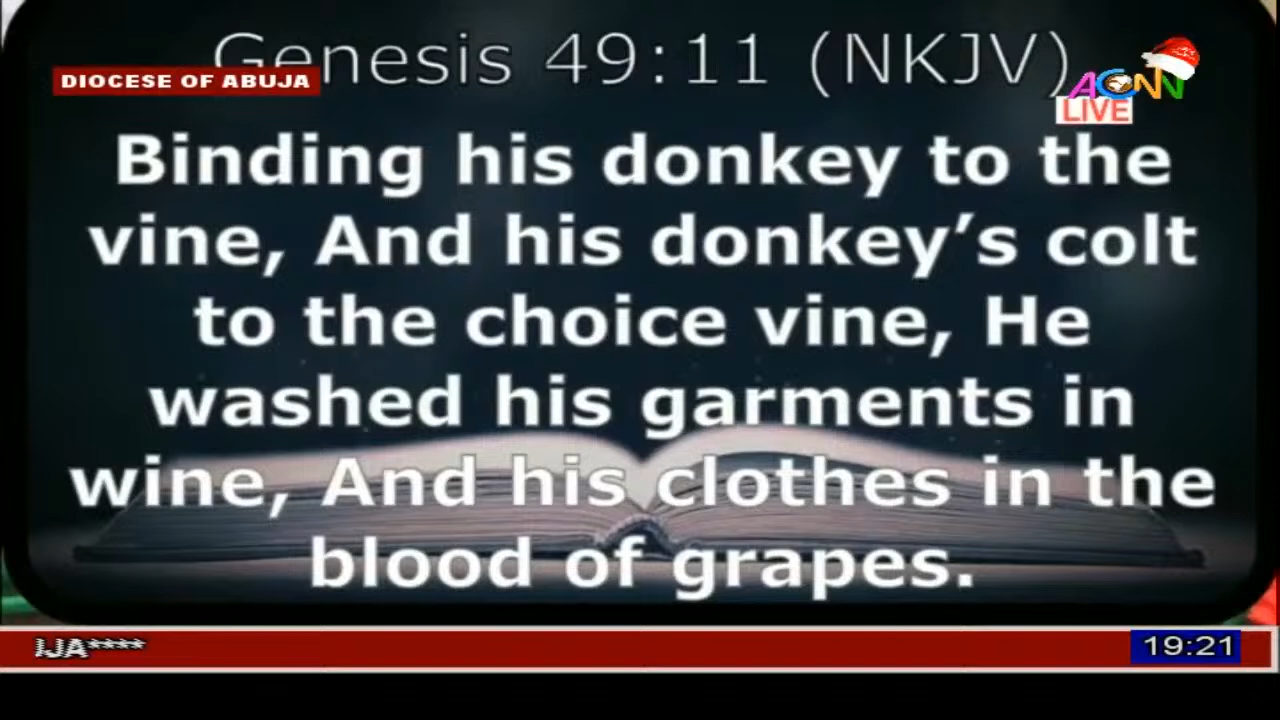 Genesis 49:11 (NKJV)
DIOCESE OF ABUJA
ACNN
LIVE
Binding his donkey to the
vine, And his donkey’s colt
to the choice vine, He
washed his garments in
wine, And his clothes in the
blood of grapes.
IJA****
19:21